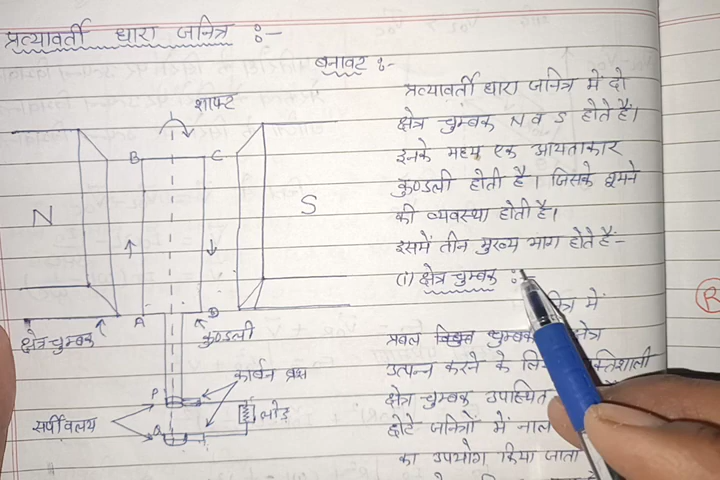 प्रत्यावर्ती धारा जनित्र :-
बनावट :-
प्रत्यावर्ती धारा जनित्र में दो
क्षेत्र चुम्बक N व S होते हैं।
इनके मध्य एक आयताकार
कुण्डली होती है। जिसके घूमने
की व्यवस्था होती है।
इसमें तीन मुख्य भाग होते हैं-
(i) क्षेत्र चुम्बक :-
में
प्रबल चुम्बक क्षेत्र
उत्पन्न करने के
क्षेत्र चुम्बक उपस्थित
छोटे जनित्रों में नाल
का उपयोग किया जाता
शाफ्ट
B C
N S
A D
क्षेत्र चुम्बक कुण्डली
कार्बन ब्रश
P
लोड
सर्पी वलय
Q
R